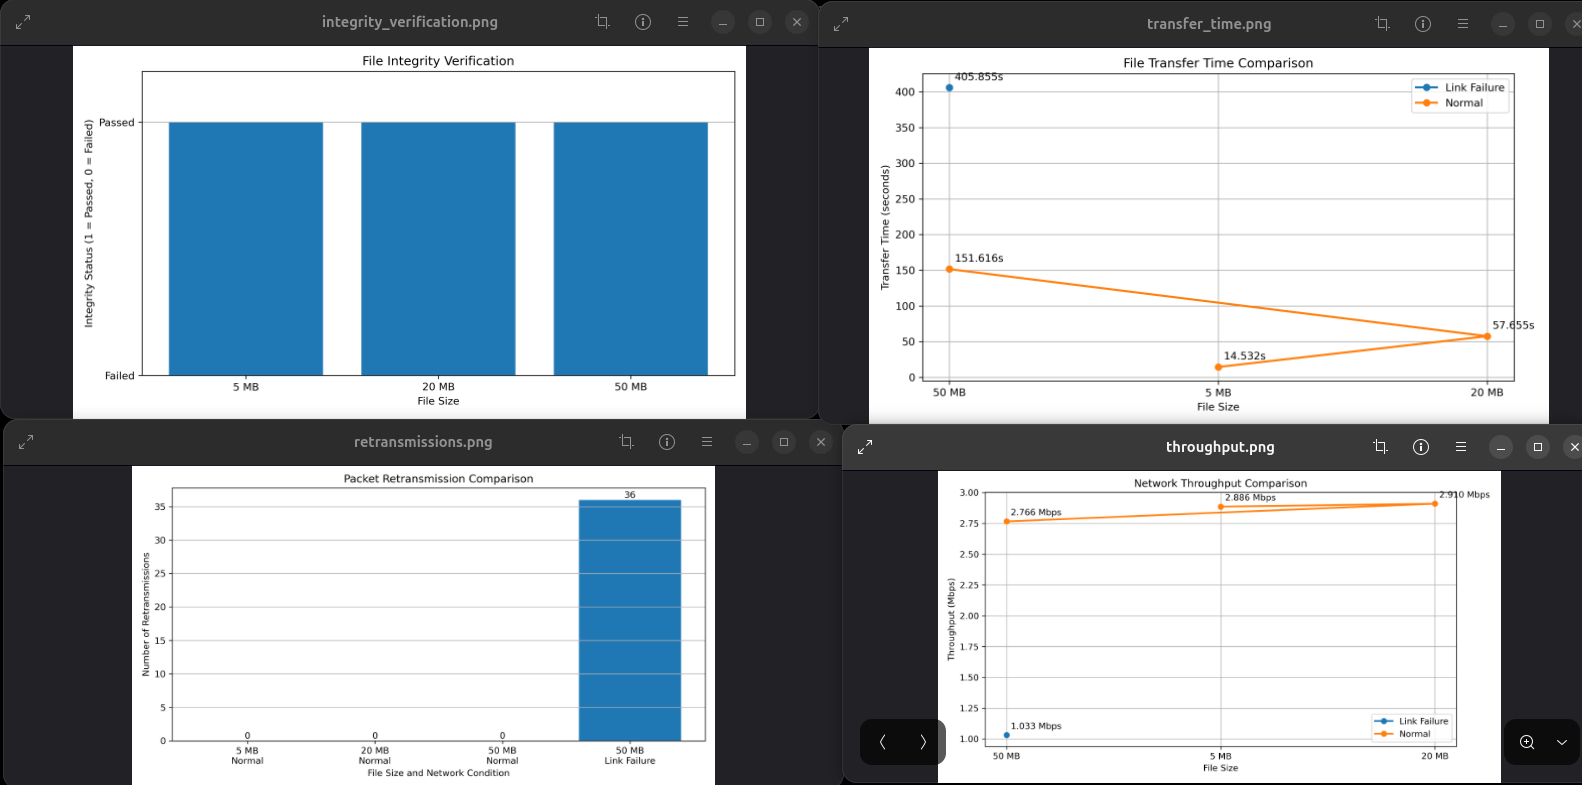 integrity_verification.png
File Integrity Verification
Integrity Status (1 = Passed, 0 = Failed)
Passed
Failed
5 MB
20 MB
50 MB
File Size
transfer_time.png
File Transfer Time Comparison
Transfer Time (seconds)
400
350
300
250
200
150
100
50
0
405.855s
151.616s
14.532s
57.655s
Link Failure
Normal
50 MB
5 MB
20 MB
File Size
retransmissions.png
Packet Retransmission Comparison
Number of Retransmissions
35
30
25
20
15
10
5
0
0
0
0
36
5 MB
Normal
20 MB
Normal
50 MB
Normal
50 MB
Link Failure
File Size and Network Condition
throughput.png
Network Throughput Comparison
Throughput (Mbps)
3.00
2.75
2.50
2.25
2.00
1.75
1.50
1.25
1.00
2.766 Mbps
2.886 Mbps
2.910 Mbps
1.033 Mbps
Link Failure
Normal
50 MB
5 MB
20 MB
File Size